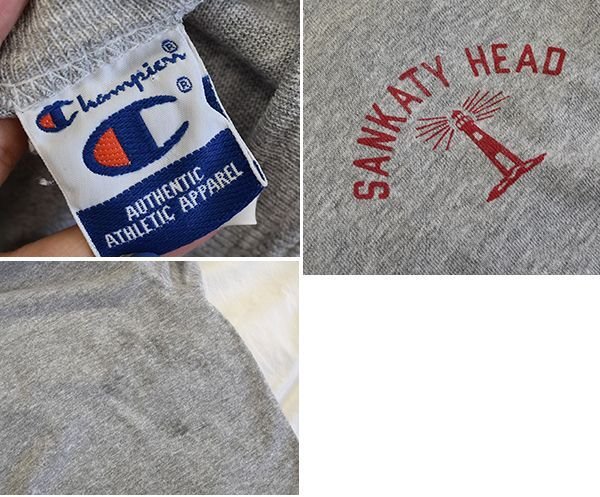 Champion®
®
AUTHENTIC
ATHLETIC APPAREL
SANKATY HEAD